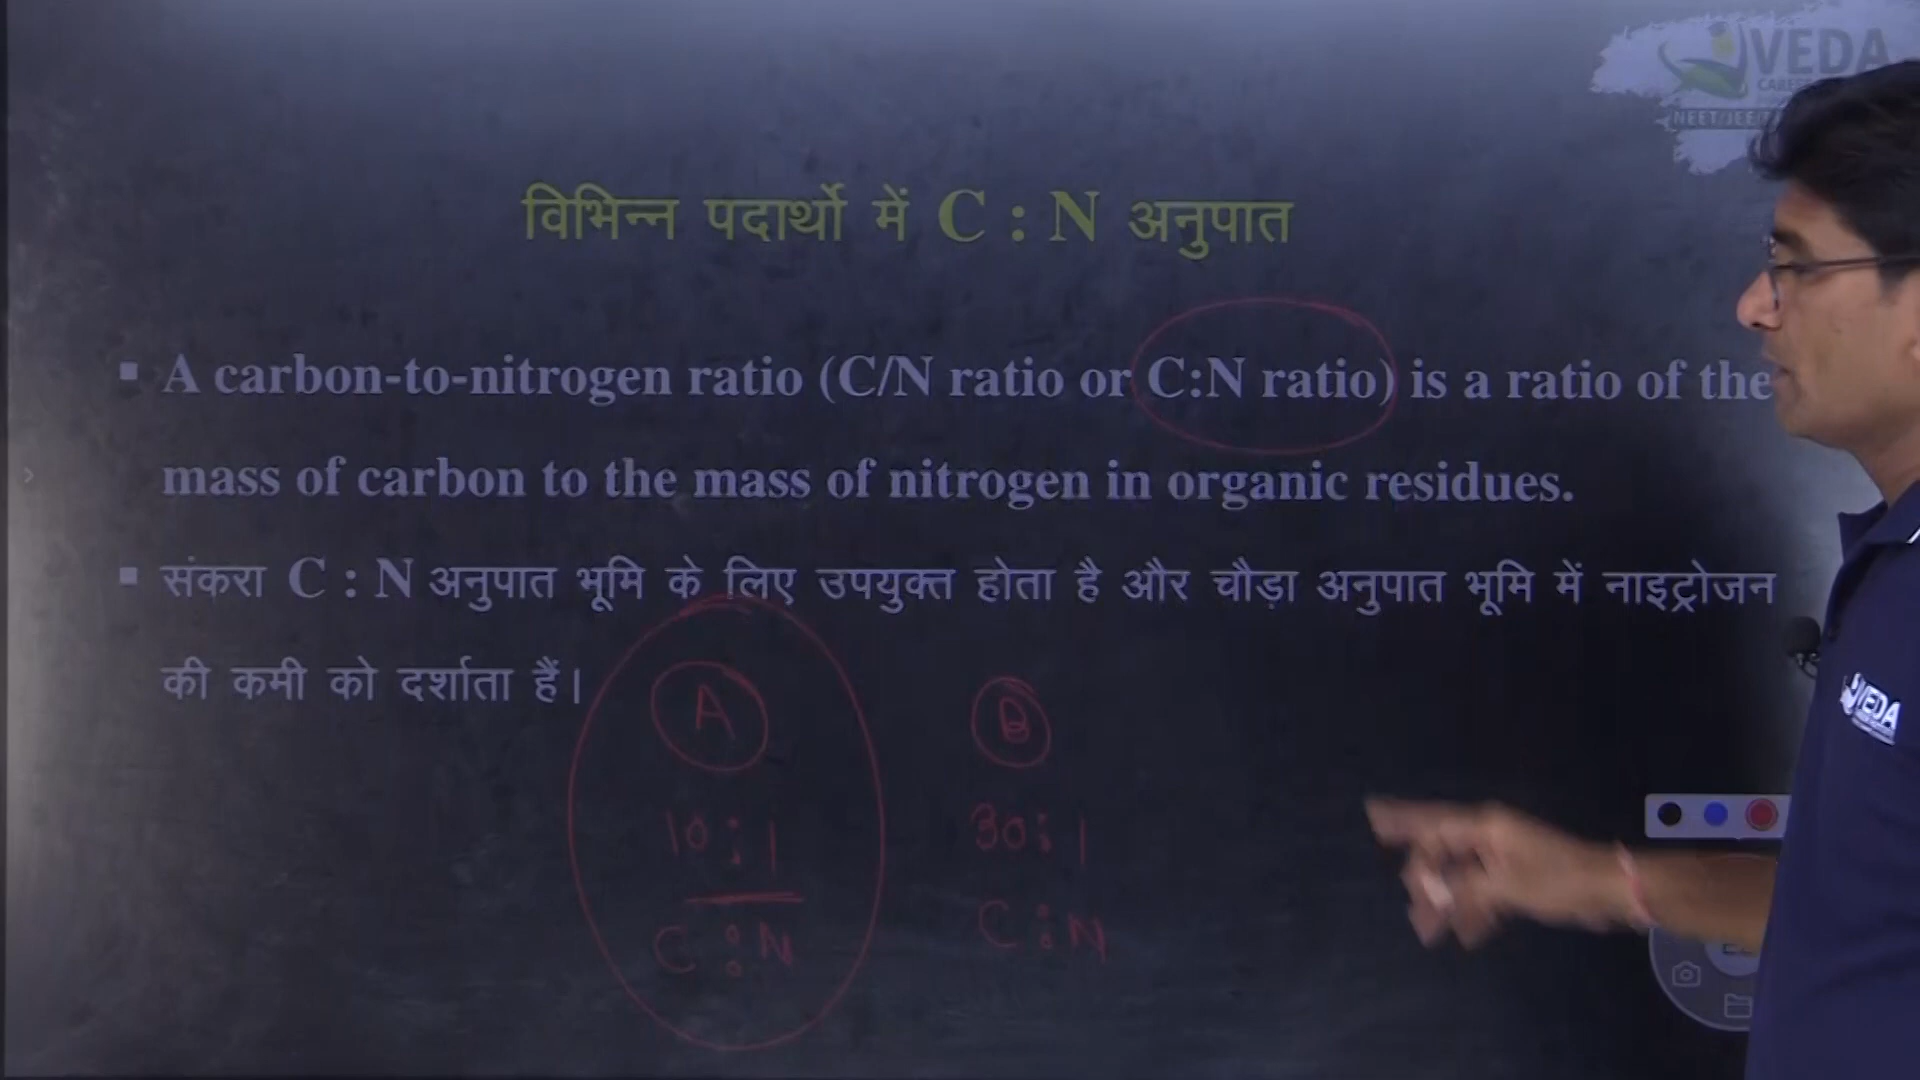 VEDA
NEET/JEE
विभिन्न पदार्थो में C : N अनुपात
▪ A carbon-to-nitrogen ratio (C/N ratio or C:N ratio) is a ratio of the
mass of carbon to the mass of nitrogen in organic residues.
▪ संकरा C : N अनुपात भूमि के लिए उपयुक्त होता है और चौड़ा अनुपात भूमि में नाइट्रोजन
की कमी को दर्शाता हैं।
A B
10:1 30:1
C:N C:N
VEDA